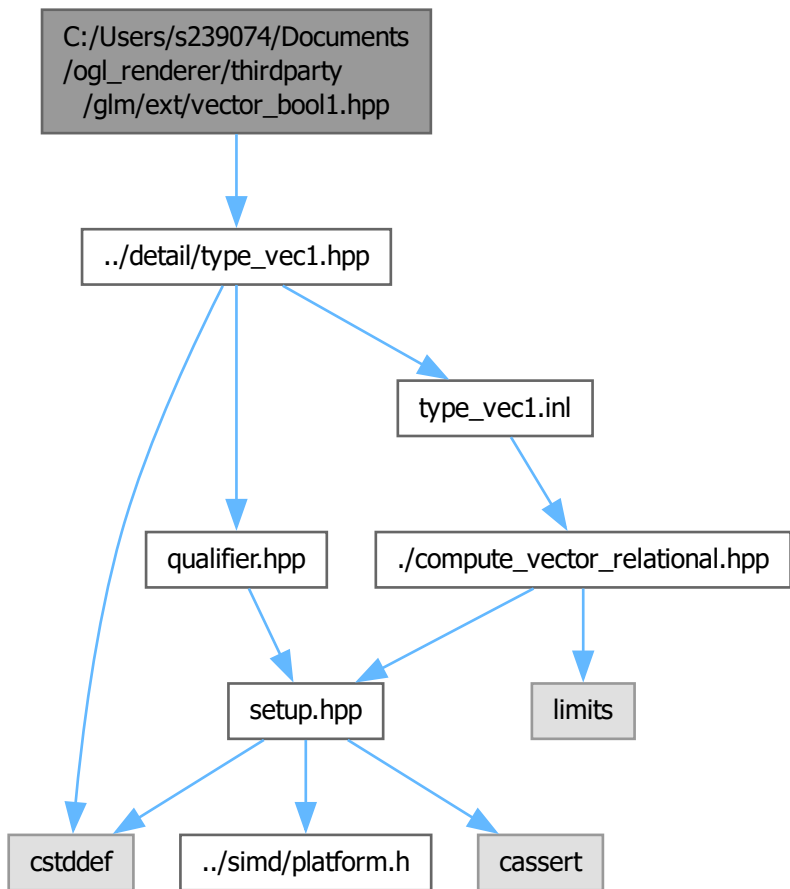 C:/Users/s239074/Documents
/ogl_renderer/thirdparty
/glm/ext/vector_bool1.hpp
../detail/type_vec1.hpp
type_vec1.inl
qualifier.hpp
./compute_vector_relational.hpp
setup.hpp
limits
cstddef
../simd/platform.h
cassert